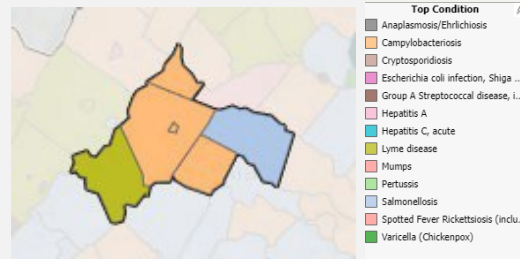 Top Condition
Anaplasmosis/Ehrlichiosis
Campylobacteriosis
Cryptosporidiosis
Escherichia coli infection, Shiga ...
Group A Streptococcal disease, i...
Hepatitis A
Hepatitis C, acute
Lyme disease
Mumps
Pertussis
Salmonellosis
Spotted Fever Rickettsiosis (inclu...
Varicella (Chickenpox)